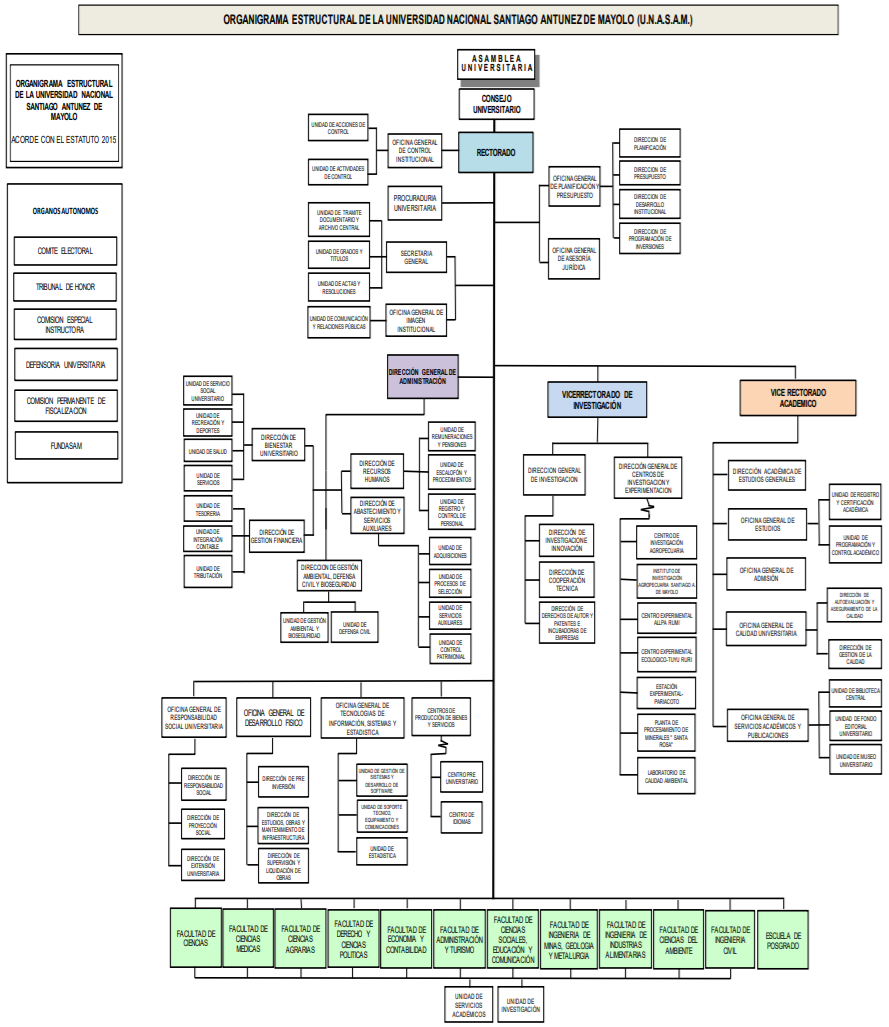 ORGANIGRAMA ESTRUCTURAL DE LA UNIVERSIDAD NACIONAL SANTIAGO ANTUNEZ DE MAYOLO (U.N.A.S.A.M.)
ORGANIGRAMA ESTRUCTURAL
DE LA UNIVERSIDAD NACIONAL
SANTIAGO ANTUNEZ DE
MAYOLO
ACORDE CON EL ESTATUTO 2015
ORGANOS AUTONOMOS
COMITE ELECTORAL
TRIBUNAL DE HONOR
COMISION ESPECIAL
INSTRUCTORA
DEFENSORIA UNIVERSITARIA
COMISION PERMANENTE DE
FISCALIZACION
FUNDASAM
ASAMBLEA
UNIVERSITARIA
CONSEJO
UNIVERSITARIO
RECTORADO
UNIDAD DE ACCIONES DE
CONTROL
UNIDAD DE ACTIVIDADES
DE CONTROL
OFICINA GENERAL
DE CONTROL
INSTITUCIONAL
PROCURADURIA
UNIVERSITARIA
UNIDAD DE TRAMITE
DOCUMENTARIO Y
ARCHIVO CENTRAL
UNIDAD DE GRADOS Y
TITULOS
UNIDAD DE ACTAS Y
RESOLUCIONES
SECRETARIA
GENERAL
UNIDAD DE COMUNICACIÓN
Y RELACIONES PÚBLICAS
OFICINA GENERAL DE
IMAGEN
INSTITUCIONAL
OFICINA GENERAL
DE PLANIFICACIÓN Y
PRESUPUESTO
OFICINA GENERAL
DE ASESORÍA
JURÍDICA
DIRECCION DE
PLANIFICACIÓN
DIRECCION DE
PRESUPUESTO
DIRECCION DE
DESARROLLO
INSTITUCIONAL
DIRECCION DE
PROGRAMACIÓN DE
INVERSIONES
DIRECCIÓN GENERAL DE
ADMINISTRACIÓN
UNIDAD DE SERVICIO
SOCIAL
UNIVERSITARIO
UNIDAD DE
RECREACIÓN Y
DEPORTES
UNIDAD DE SALUD
UNIDAD DE
SERVICIOS
UNIDAD DE
TESORERIA
UNIDAD DE
INTEGRACIÓN
CONTABLE
UNIDAD DE
TRIBUTACIÓN
DIRECCIÓN DE
BIENESTAR
UNIVERSITARIO
DIRECCIÓN DE
GESTION FINANCIERA
DIRECCIÓN DE
RECURSOS
HUMANOS
DIRECCIÓN DE
ABASTECIMIENTO Y
SERVICIOS
AUXILIARES
UNIDAD DE
REMUNERACIONES
Y PENSIONES
UNIDAD DE
ESCALOFÓN Y
PROCEDIMIENTOS
UNIDAD DE
REGISTRO Y
CONTROL DE
PERSONAL
UNIDAD DE
ADQUISICIONES
UNIDAD DE
PROCESOS DE
SELECCIÓN
UNIDAD DE
SERVICIOS
AUXILIARES
UNIDAD DE
CONTROL
PATRIMONIAL
DIRECCION DE GESTIÓN
AMBIENTAL, DEFENSA
CIVIL Y BIOSEGURIDAD
UNIDAD DE GESTIÓN
AMBIENTAL Y
BIOSEGURIDAD
UNIDAD DE
DEFENSA CIVIL
VICERRECTORADO DE
INVESTIGACIÓN
DIRECCION GENERAL
DE INVESTIGACION
DIRECCIÓN GENERAL DE
CENTROS DE
INVESTIGACION Y
EXPERIMENTACION
DIRECCIÓN DE
INVESTIGACION E
INNOVACIÓN
DIRECCIÓN DE
COOPERACIÓN
TECNICA
DIRECCIÓN DE
DERECHOS DE AUTOR Y
PATENTES E
INCUBADORAS DE
EMPRESAS
CENTRO DE
INVESTIGACIÓN
AGROPECUARIA
INSTITUTO DE
INVESTIGACIÓN
AGROPECUARIA SANTIAGO A.
DE MAYOLO
CENTRO EXPERIMENTAL
ALLPA RUMI
CENTRO EXPERIMENTAL
ECOLOGICO-TUYU RURI
ESTACIÓN
EXPERIMENTAL-
PARIACOTO
PLANTA DE
PROCESAMIENTO DE
MINERALES " SANTA
ROSA"
LABORATORIO DE
CALIDAD AMBIENTAL
VICE RECTORADO
ACADEMICO
DIRECCIÓN ACADÉMICA DE
ESTUDIOS GENERALES
OFICINA GENERAL DE
ESTUDIOS
OFICINA GENERAL DE
ADMISIÓN
OFICINA GENERAL DE
CALIDAD UNIVERSITARIA
OFICINA GENERAL DE
SERVICIOS ACADÉMICOS Y
PUBLICACIONES
UNIDAD DE REGISTRO
Y CERTIFICACIÓN
ACADÉMICA
UNIDAD DE
PROGRAMACIÓN Y
CONTROL ACADÉMICO
DIRECCIÓN DE
AUTOEVALUACIÓN Y
ASEGURAMIENTO DE LA
CALIDAD
DIRECCIÓN DE
GESTION DE LA
CALIDAD
UNIDAD DE BIBLIOTECA
CENTRAL
UNIDAD DE FONDO
EDITORIAL
UNIVERSITARIO
UNIDAD DE MUSEO
UNIVERSITARIO
OFICINA GENERAL DE
RESPONSABILIDAD
SOCIAL UNIVERSITARIA
OFICINA GENERAL DE
DESARROLLO FISICO
OFICINA GENERAL DE
TECNOLOGIAS DE
INFORMACIÓN, SISTEMAS Y
ESTADISTICA
CENTROS DE
PRODUCCIÓN DE BIENES
Y SERVICIOS
DIRECCIÓN DE
RESPONSABILIDAD
SOCIAL
DIRECCIÓN DE
PROYECCIÓN
SOCIAL
DIRECCIÓN DE
EXTENSIÓN
UNIVERSITARIA
DIRECCIÓN DE PRE
INVERSIÓN
DIRECCIÓN DE
ESTUDIOS, OBRAS Y
MANTENIMIENTO DE
INFRAESTRUCTURA
DIRECCIÓN DE
SUPERVISIÓN Y
LIQUIDACIÓN DE
OBRAS
UNIDAD DE GESTIÓN DE
SISTEMAS Y
DESARROLLO DE
SOFTWARE
UNIDAD DE SOPORTE
TECNICO,
EQUIPAMIENTO Y
COMUNICACIONES
UNIDAD DE
ESTADISTICA
CENTRO PRE
UNIVERSITARIO
CENTRO DE
IDIOMAS
FACULTAD DE
CIENCIAS
FACULTAD DE
CIENCIAS
MEDICAS
FACULTAD DE
CIENCIAS
AGRARIAS
FACULTAD DE
DERECHO Y
CIENCIAS
POLITICAS
FACULTAD DE
ECONOMIA Y
CONTABILIDAD
FACULTAD DE
ADMINISTRACIÓN
Y TURISMO
FACULTAD DE
CIENCIAS
SOCIALES,
EDUCACIÓN Y
COMUNICACIÓN
FACULTAD DE
INGENIERIA DE
MINAS, GEOLOGIA
Y METALURGIA
FACULTAD DE
INGENIERIA DE
INDUSTRIAS
ALIMENTARIAS
FACULTAD DE
CIENCIAS DEL
AMBIENTE
FACULTAD DE
INGENIERIA
CIVIL
ESCUELA DE
POSGRADO
UNIDAD DE
SERVICIOS
ACADÉMICOS
UNIDAD DE
INVESTIGACIÓN